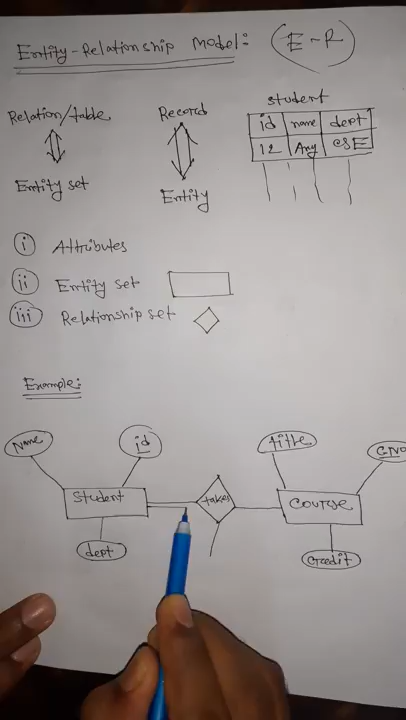 Entity-Relationship Model: (E-R)
Relation/table
Entity set
Record
Entity
student
id name dept
12 Any CSE
i Attributes
ii Entity set
iii Relationship set
Example:
Name id title CNO
Student takes Course
dept credit